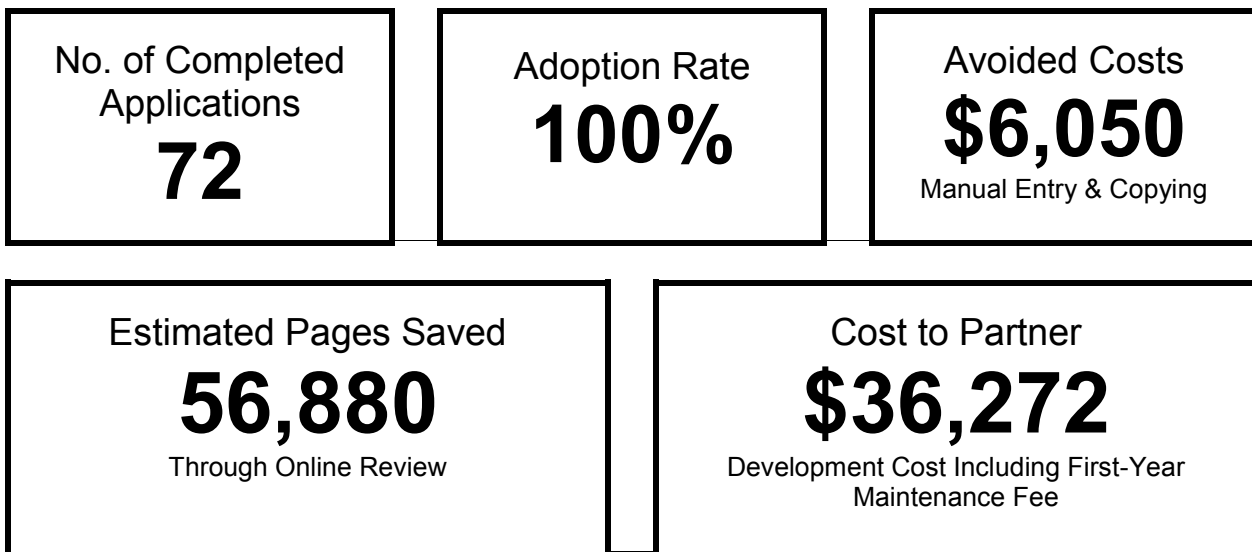 No. of Completed
Applications
72
Adoption Rate
100%
Avoided Costs
$6,050
Manual Entry & Copying
Estimated Pages Saved
56,880
Through Online Review
Cost to Partner
$36,272
Development Cost Including First-Year
Maintenance Fee